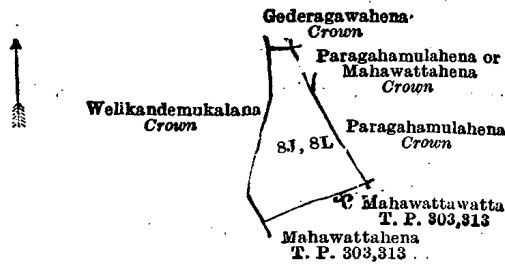 Gederagawahena
Crown
Paragahamulahena or
Mahawattahena
Crown
Welikandemukalana
Crown
Paragahamulahena
Crown
8J, 8L
Mahawattawatta
T. P. 303,313
Mahawattahena
T. P. 303,313